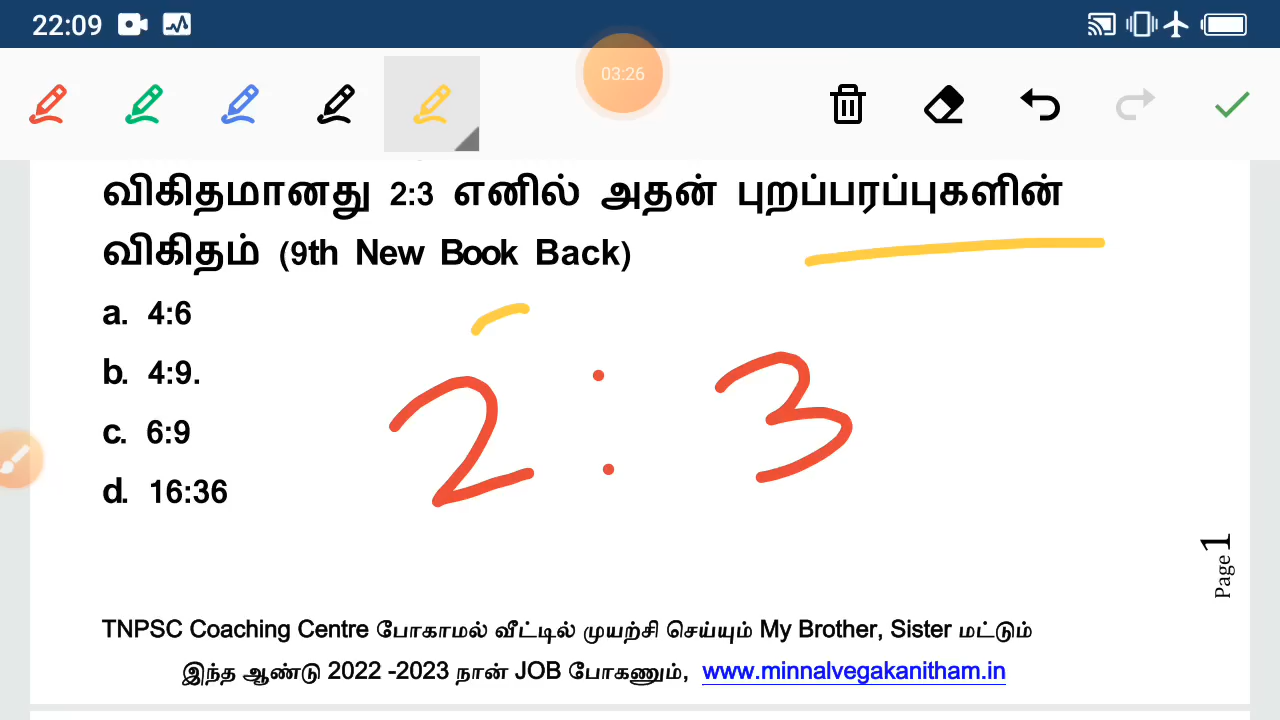 22:09
03:26
விகிதமானது 2:3 எனில் அதன் புறப்பரப்புகளின்
விகிதம் (9th New Book Back)
a. 4:6
b. 4:9.
c. 6:9
d. 16:36
2 : 3
Page 1
TNPSC Coaching Centre போகாமல் வீட்டில் முயற்சி செய்யும் My Brother, Sister மட்டும்
இந்த ஆண்டு 2022 -2023 நான் JOB போகணும், www.minnalvegakanitham.in